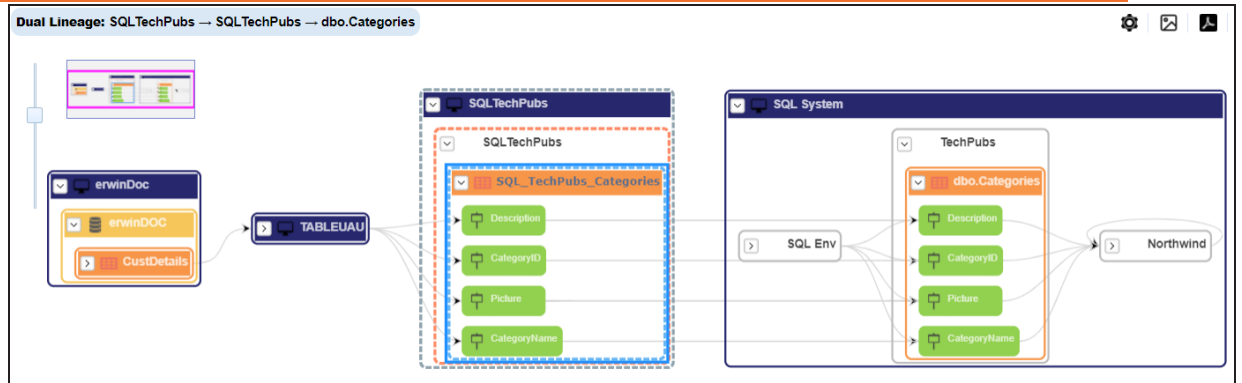 Dual Lineage: SQLTechPubs → SQLTechPubs → dbo.Categories
erwinDoc
erwinDOC
CustDetails
TABLEUAU
SQLTechPubs
SQLTechPubs
SQL_TechPubs_Categories
Description
CategoryID
Picture
CategoryName
SQL System
SQL Env
TechPubs
dbo.Categories
Description
CategoryID
Picture
CategoryName
Northwind